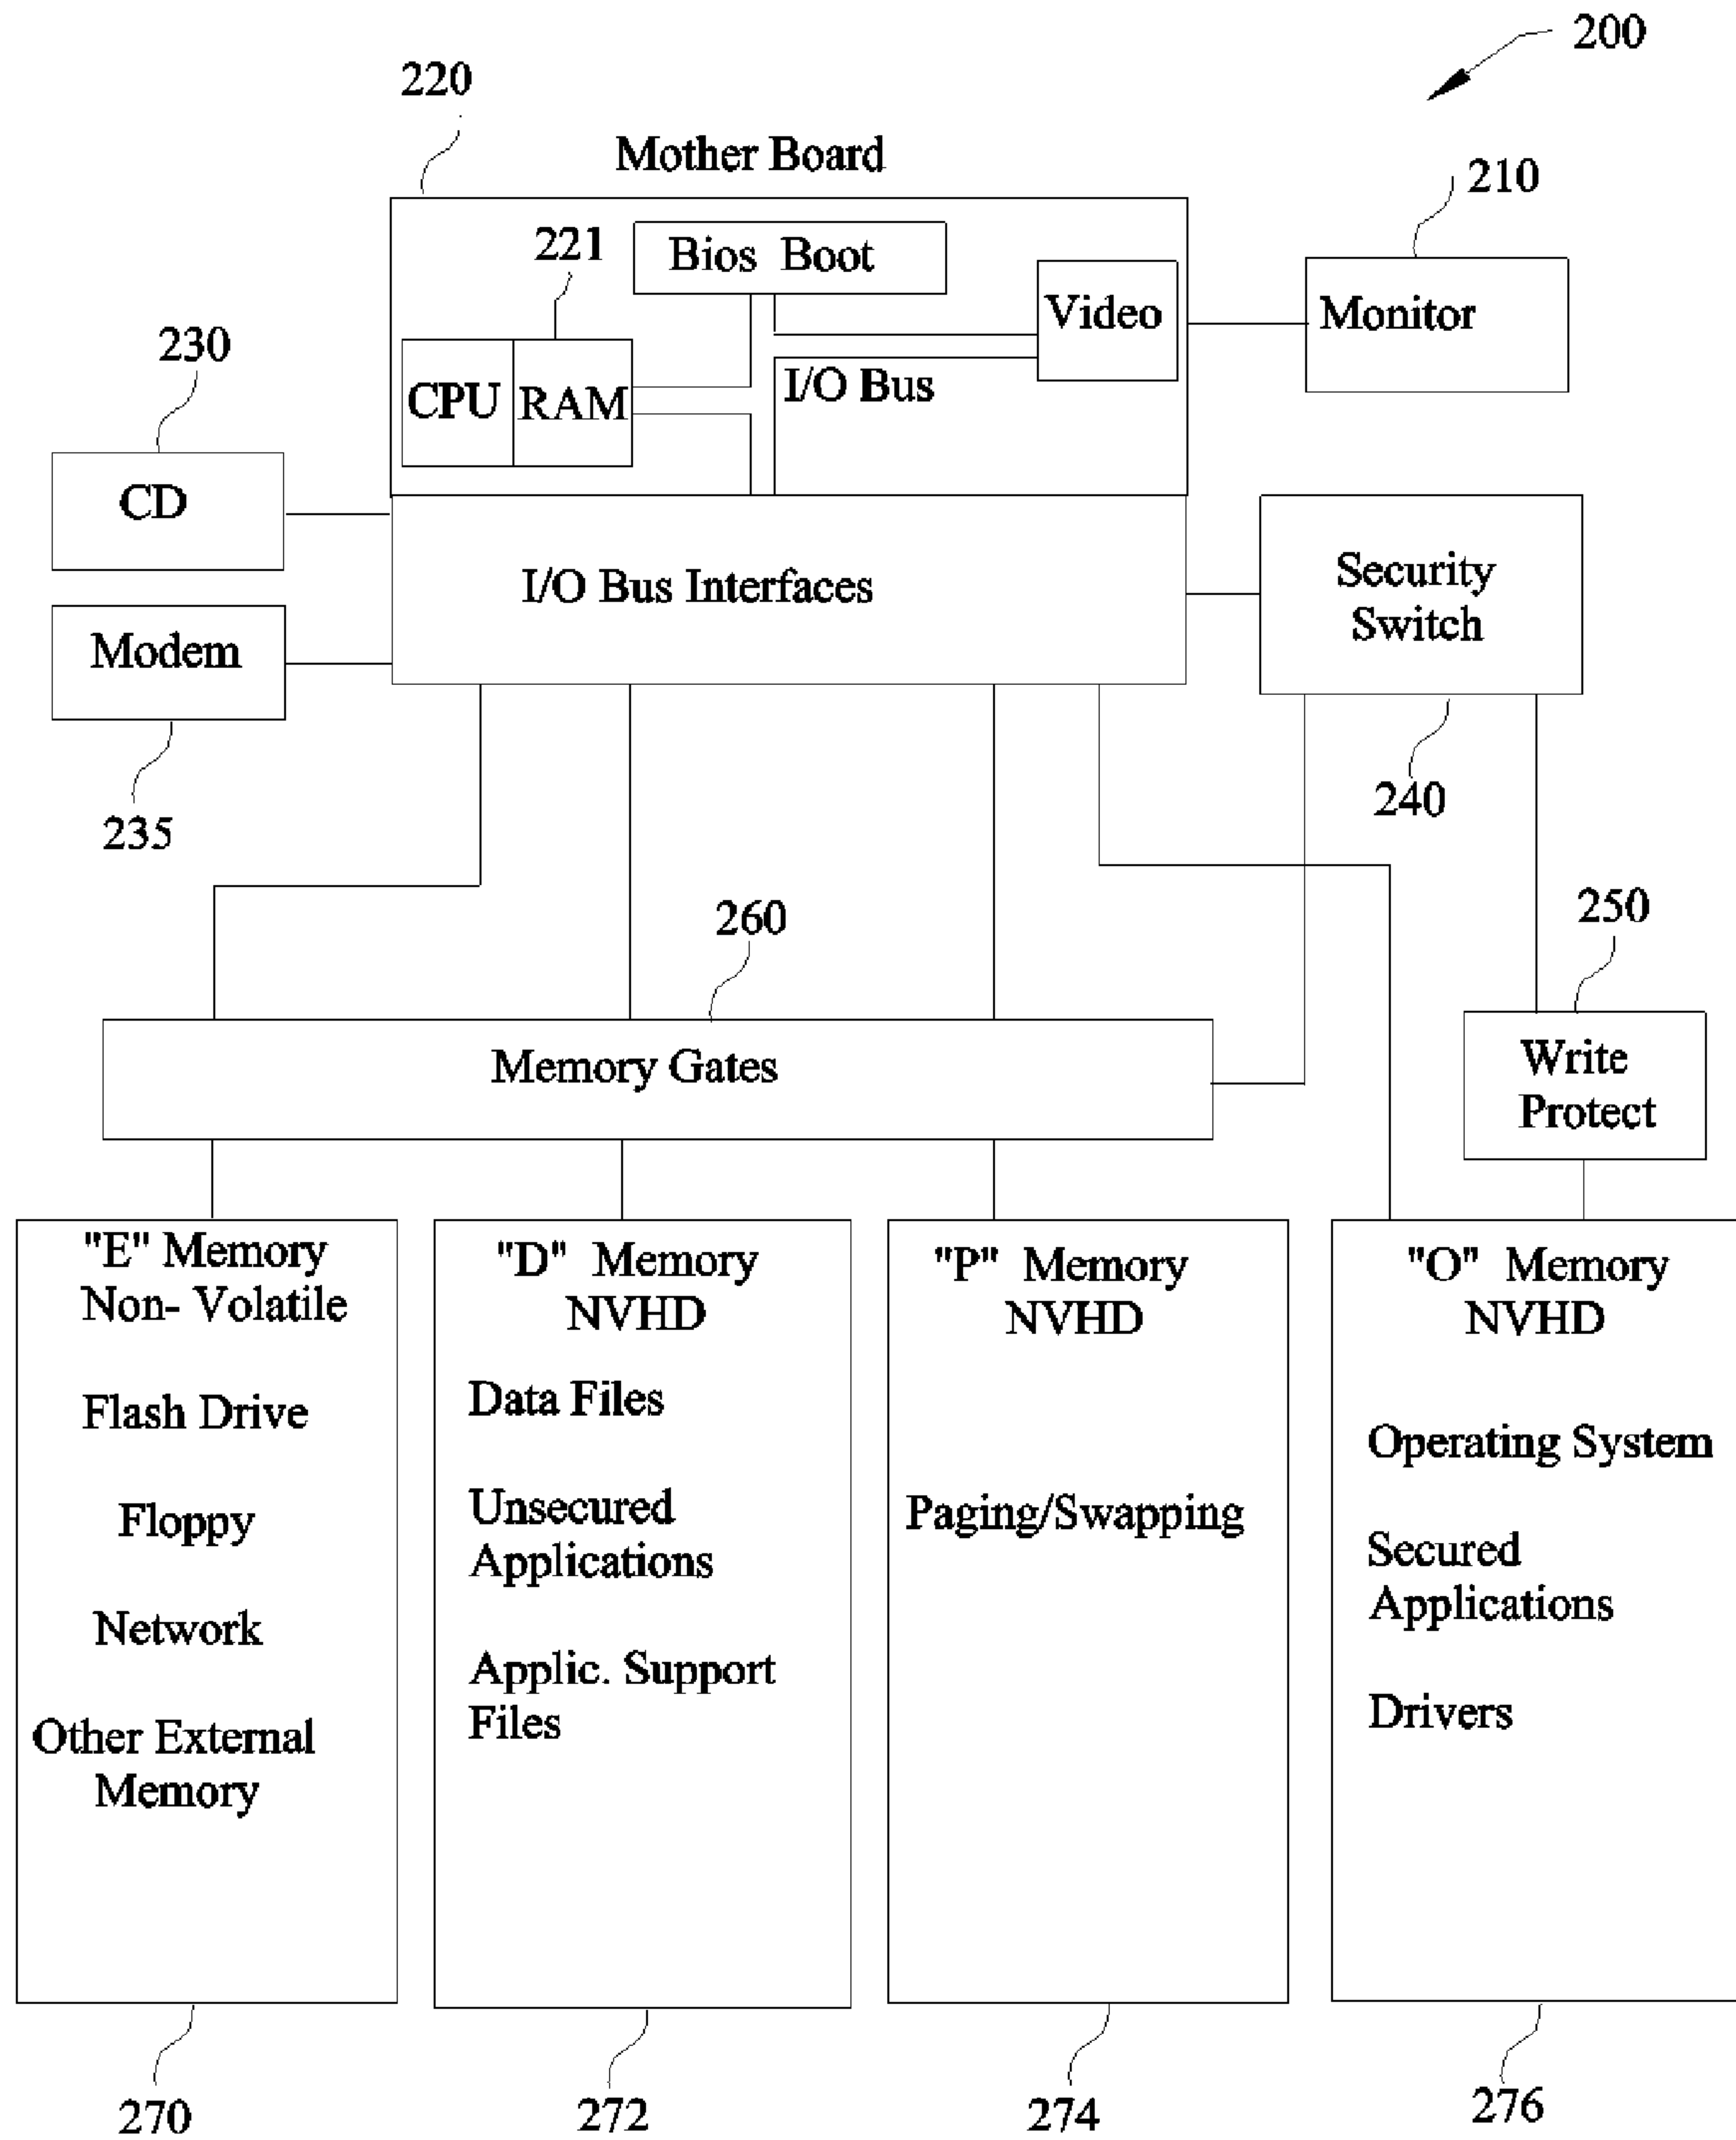 200
220
Mother Board
210
221
Bios Boot
Video
Monitor
230
CPU
RAM
I/O Bus
CD
I/O Bus Interfaces
Security
Switch
Modem
235
240
260
250
Memory Gates
Write
Protect
"E" Memory
Non- Volatile
Flash Drive
Floppy
Network
Other External
Memory
"D" Memory
NVHD
Data Files
Unsecured
Applications
Applic. Support
Files
"P" Memory
NVHD
Paging/Swapping
"O" Memory
NVHD
Operating System
Secured
Applications
Drivers
270
272
274
276